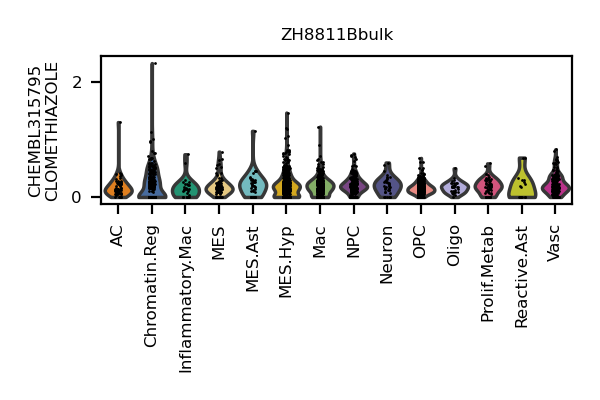 ZH8811Bbulk
CHEMBL315795
CLOMETHIAZOLE
2
0
AC
Chromatin.Reg
Inflammatory.Mac
MES
MES.Ast
MES.Hyp
Mac
NPC
Neuron
OPC
Oligo
Prolif.Metab
Reactive.Ast
Vasc